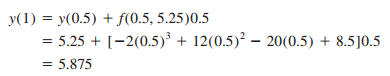 y(1) = y(0.5) + f(0.5, 5.25)0.5
= 5.25 + [−2(0.5)³ + 12(0.5)² − 20(0.5) + 8.5]0.5
= 5.875